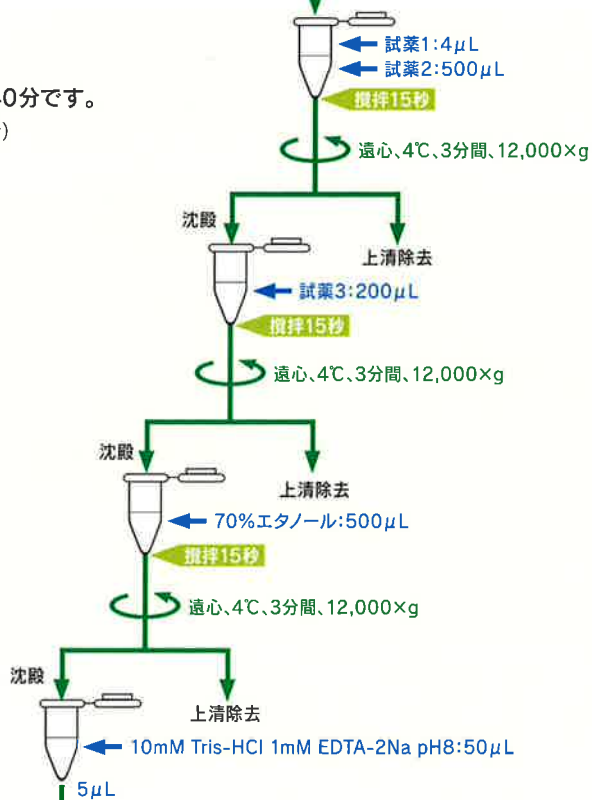 試薬1:4μL
試薬2:500μL
0分です。
攪拌15秒
遠心、4℃、3分間、12,000×g
沈殿
上清除去
試薬3:200μL
攪拌15秒
遠心、4℃、3分間、12,000×g
沈殿
上清除去
70%エタノール:500μL
攪拌15秒
遠心、4℃、3分間、12,000×g
沈殿
上清除去
10mM Tris-HCl 1mM EDTA-2Na pH8:50μL
5μL